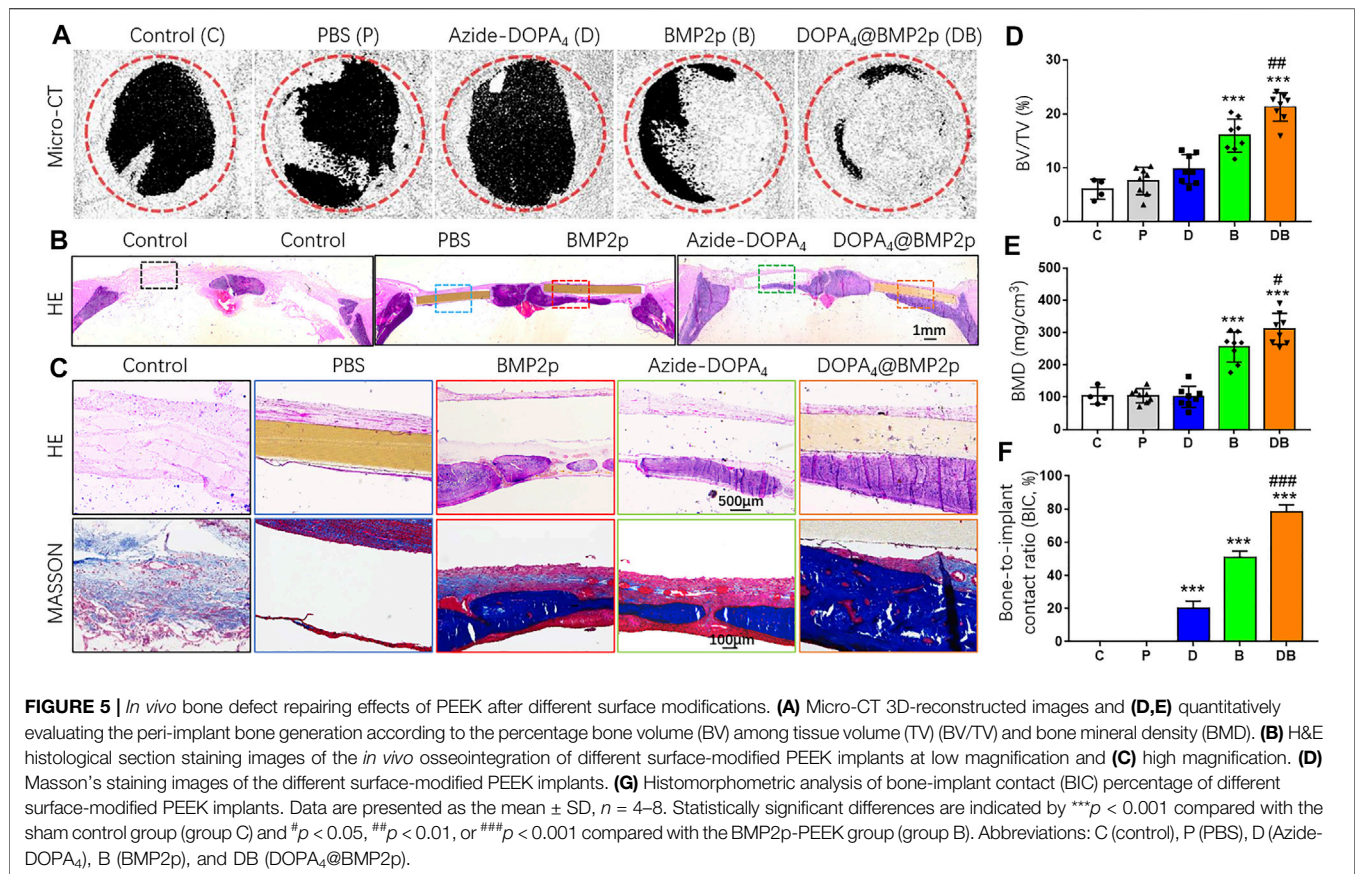 A
Control (C)
PBS (P)
Azide-DOPA₄ (D)
BMP2p (B)
DOPA₄@BMP2p (DB)
Micro-CT
B
Control
Control
PBS
BMP2p
Azide-DOPA₄
DOPA₄@BMP2p
HE
1mm
C
Control
PBS
BMP2p
Azide-DOPA₄
DOPA₄@BMP2p
HE
500μm
MASSON
100μm
D
BV/TV (%)
30
20
10
0
***
##
***
C P D B DB
E
BMD (mg/cm³)
500
400
300
200
100
0
***
#
***
C P D B DB
F
Bone-to-implant
contact ratio (BIC, %)
100
80
60
40
20
0
***
***
###
***
C P D B DB
FIGURE 5 | In vivo bone defect repairing effects of PEEK after different surface modifications. (A) Micro-CT 3D-reconstructed images and (D,E) quantitatively
evaluating the peri-implant bone generation according to the percentage bone volume (BV) among tissue volume (TV) (BV/TV) and bone mineral density (BMD). (B) H&E
histological section staining images of the in vivo osseointegration of different surface-modified PEEK implants at low magnification and (C) high magnification. (D)
Masson's staining images of the different surface-modified PEEK implants. (G) Histomorphometric analysis of bone-implant contact (BIC) percentage of different
surface-modified PEEK implants. Data are presented as the mean ± SD, n = 4–8. Statistically significant differences are indicated by ***p < 0.001 compared with the
sham control group (group C) and #p < 0.05, ##p < 0.01, or ###p < 0.001 compared with the BMP2p-PEEK group (group B). Abbreviations: C (control), P (PBS), D (Azide-
DOPA₄), B (BMP2p), and DB (DOPA₄@BMP2p).